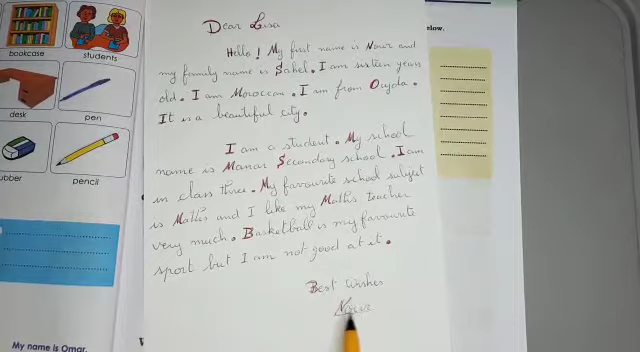 bookcase
students
desk
pen
ubber
pencil
My name is Omar.
elow.
Dear Lisa
Hello! My first name is Nour and
my family name is Sahel. I am sixteen years
old. I am Moroccan. I am from Oujda.
It is a beautiful city.
I am a student. My school
name is Manar Secondary school. I am
in class three. My favourite school subject
is Maths and I like my Maths teacher
very much. Basketball is my favourite
sport but I am not good at it.
Best Wishes
Nour